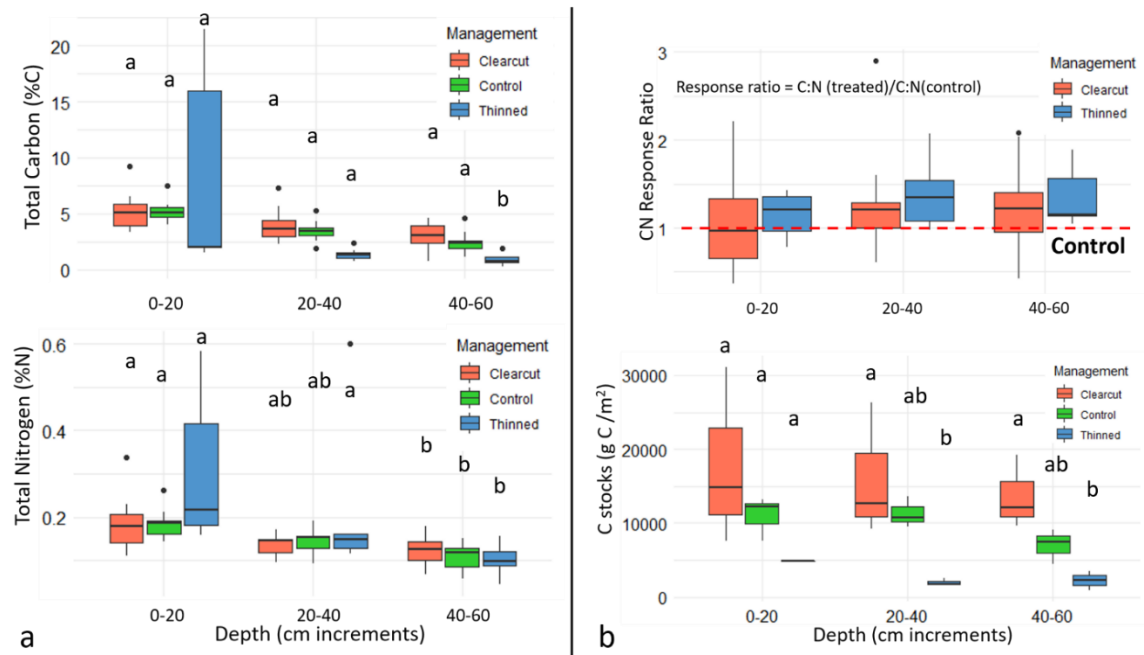 Total Carbon (%C)
20
15
10
5
0
a
a
a
a
a
a
a
a
b
Management
Clearcut
Control
Thinned
0-20
20-40
40-60
Total Nitrogen (%N)
0.6
0.4
0.2
a
a
a
ab
ab
a
b
b
b
Management
Clearcut
Control
Thinned
0-20
20-40
40-60
Depth (cm increments)
a
CN Response Ratio
3
2
1
0
Response ratio = C:N (treated)/C:N(control)
Management
Clearcut
Thinned
Control
0-20
20-40
40-60
C stocks (g C /m²)
30000
20000
10000
0
a
a
a
a
ab
b
a
ab
b
Management
Clearcut
Control
Thinned
0-20
20-40
40-60
Depth (cm increments)
b